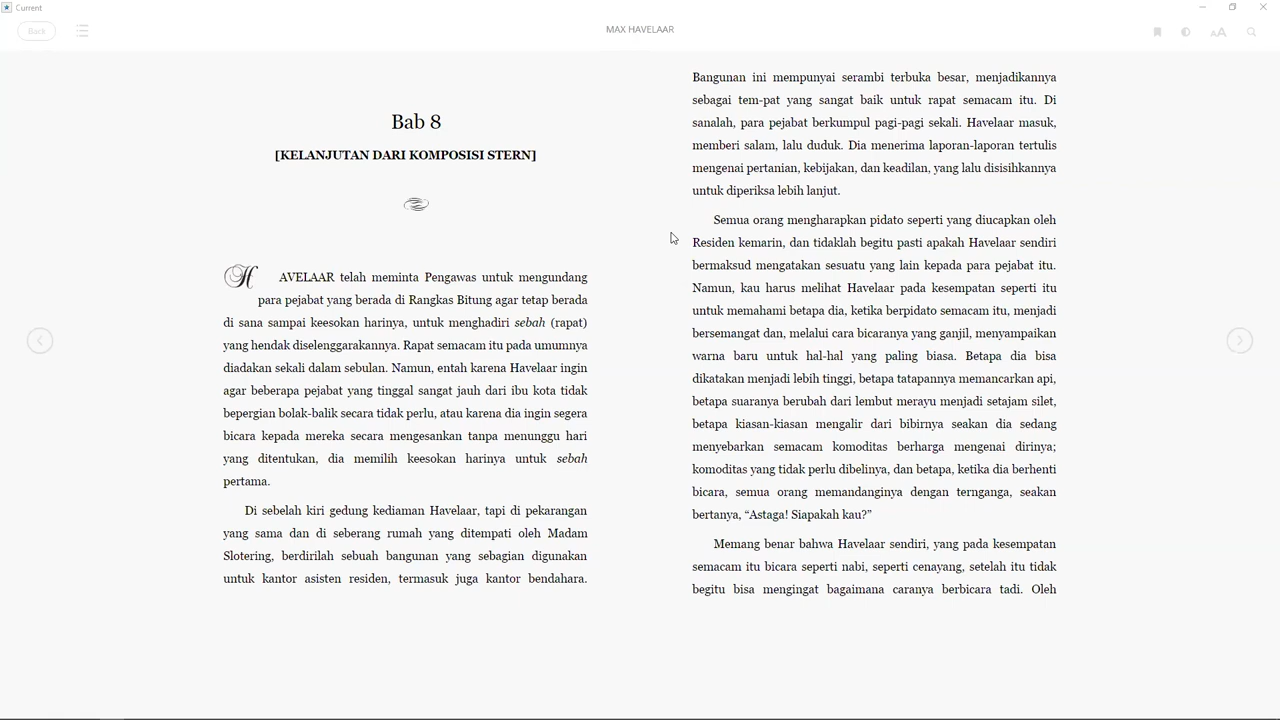 Current
Back
MAX HAVELAAR
AA
Bab 8
[KELANJUTAN DARI KOMPOSISI STERN]
HAVELAAR telah meminta Pengawas untuk mengundang
para pejabat yang berada di Rangkas Bitung agar tetap berada
di sana sampai keesokan harinya, untuk menghadiri sebah (rapat)
yang hendak diselenggarakannya. Rapat semacam itu pada umumnya
diadakan sekali dalam sebulan. Namun, entah karena Havelaar ingin
agar beberapa pejabat yang tinggal sangat jauh dari ibu kota tidak
bepergian bolak-balik secara tidak perlu, atau karena dia ingin segera
bicara kepada mereka secara mengesankan tanpa menunggu hari
yang ditentukan, dia memilih keesokan harinya untuk sebah
pertama.
Di sebelah kiri gedung kediaman Havelaar, tapi di pekarangan
yang sama dan di seberang rumah yang ditempati oleh Madam
Slotering, berdirilah sebuah bangunan yang sebagian digunakan
untuk kantor asisten residen, termasuk juga kantor bendahara.
Bangunan ini mempunyai serambi terbuka besar, menjadikannya
sebagai tem-pat yang sangat baik untuk rapat semacam itu. Di
sanalah, para pejabat berkumpul pagi-pagi sekali. Havelaar masuk,
memberi salam, lalu duduk. Dia menerima laporan-laporan tertulis
mengenai pertanian, kebijakan, dan keadilan, yang lalu disisihkannya
untuk diperiksa lebih lanjut.
Semua orang mengharapkan pidato seperti yang diucapkan oleh
Residen kemarin, dan tidaklah begitu pasti apakah Havelaar sendiri
bermaksud mengatakan sesuatu yang lain kepada para pejabat itu.
Namun, kau harus melihat Havelaar pada kesempatan seperti itu
untuk memahami betapa dia, ketika berpidato semacam itu, menjadi
bersemangat dan, melalui cara bicaranya yang ganjil, menyampaikan
warna baru untuk hal-hal yang paling biasa. Betapa dia bisa
dikatakan menjadi lebih tinggi, betapa tatapannya memancarkan api,
betapa suaranya berubah dari lembut merayu menjadi setajam silet,
betapa kiasan-kiasan mengalir dari bibirnya seakan dia sedang
menyebarkan semacam komoditas berharga mengenai dirinya;
komoditas yang tidak perlu dibelinya, dan betapa, ketika dia berhenti
bicara, semua orang memandanginya dengan ternganga, seakan
bertanya, “Astaga! Siapakah kau?”
Memang benar bahwa Havelaar sendiri, yang pada kesempatan
semacam itu bicara seperti nabi, seperti cenayang, setelah itu tidak
begitu bisa mengingat bagaimana caranya berbicara tadi. Oleh